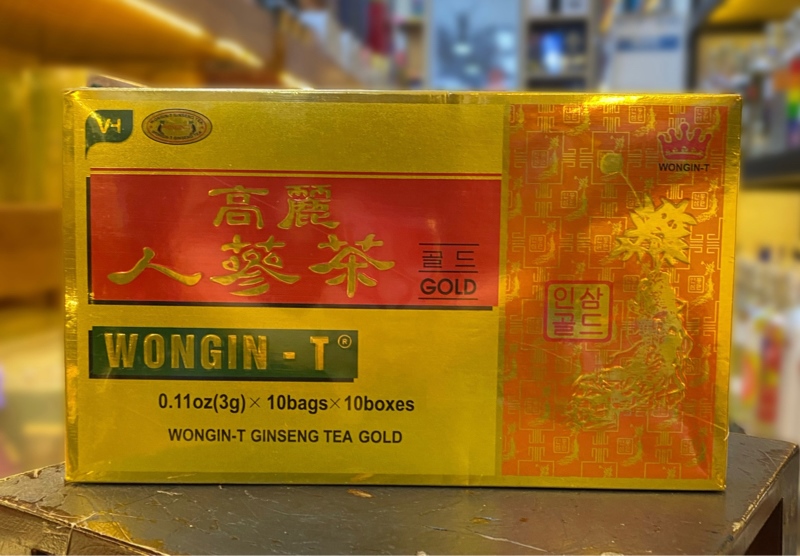 VH
高麗
人蔘茶
골드
GOLD
WONGIN - T®
0.11oz(3g)× 10bags×10boxes
WONGIN-T GINSENG TEA GOLD
WONGIN-T
인삼
골드